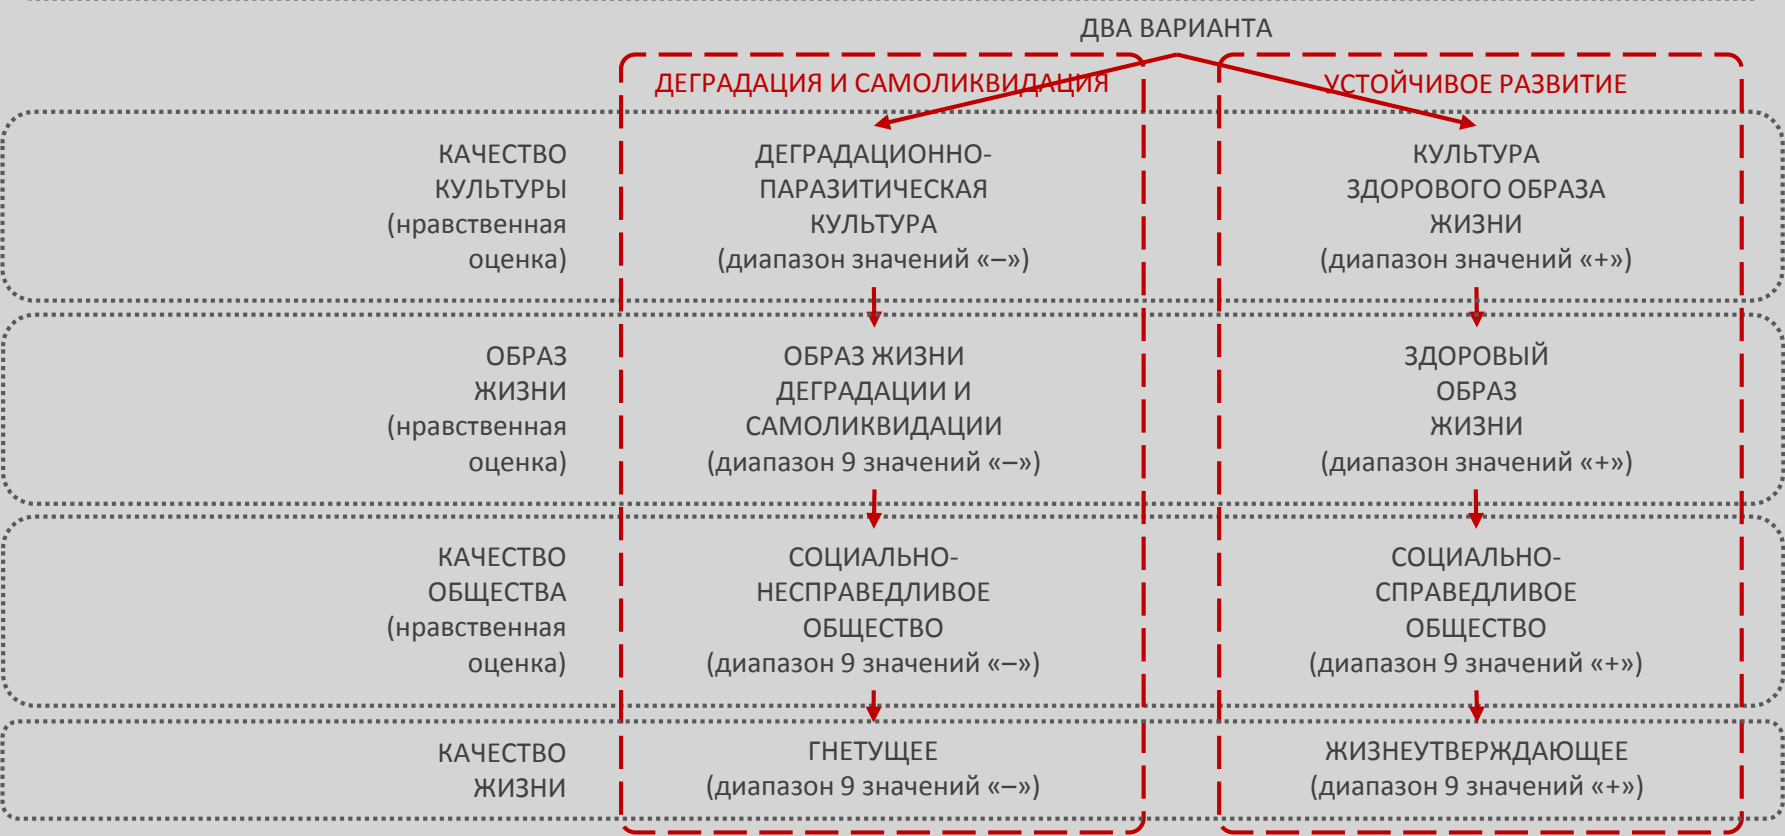 ДВА ВАРИАНТА
ДЕГРАДАЦИЯ И САМОЛИКВИДАЦИЯ
УСТОЙЧИВОЕ РАЗВИТИЕ
КАЧЕСТВО
КУЛЬТУРЫ
(нравственная
оценка)
ДЕГРАДАЦИОННО-
ПАРАЗИТИЧЕСКАЯ
КУЛЬТУРА
(диапазон значений «–»)
КУЛЬТУРА
ЗДОРОВОГО ОБРАЗА
ЖИЗНИ
(диапазон значений «+»)
ОБРАЗ
ЖИЗНИ
(нравственная
оценка)
ОБРАЗ ЖИЗНИ
ДЕГРАДАЦИИ И
САМОЛИКВИДАЦИИ
(диапазон 9 значений «–»)
ЗДОРОВЫЙ
ОБРАЗ
ЖИЗНИ
(диапазон значений «+»)
КАЧЕСТВО
ОБЩЕСТВА
(нравственная
оценка)
СОЦИАЛЬНО-
НЕСПРАВЕДЛИВОЕ
ОБЩЕСТВО
(диапазон 9 значений «–»)
СОЦИАЛЬНО-
СПРАВЕДЛИВОЕ
ОБЩЕСТВО
(диапазон 9 значений «+»)
КАЧЕСТВО
ЖИЗНИ
ГНЕТУЩЕЕ
(диапазон 9 значений «–»)
ЖИЗНЕУТВЕРЖДАЮЩЕЕ
(диапазон 9 значений «+»)